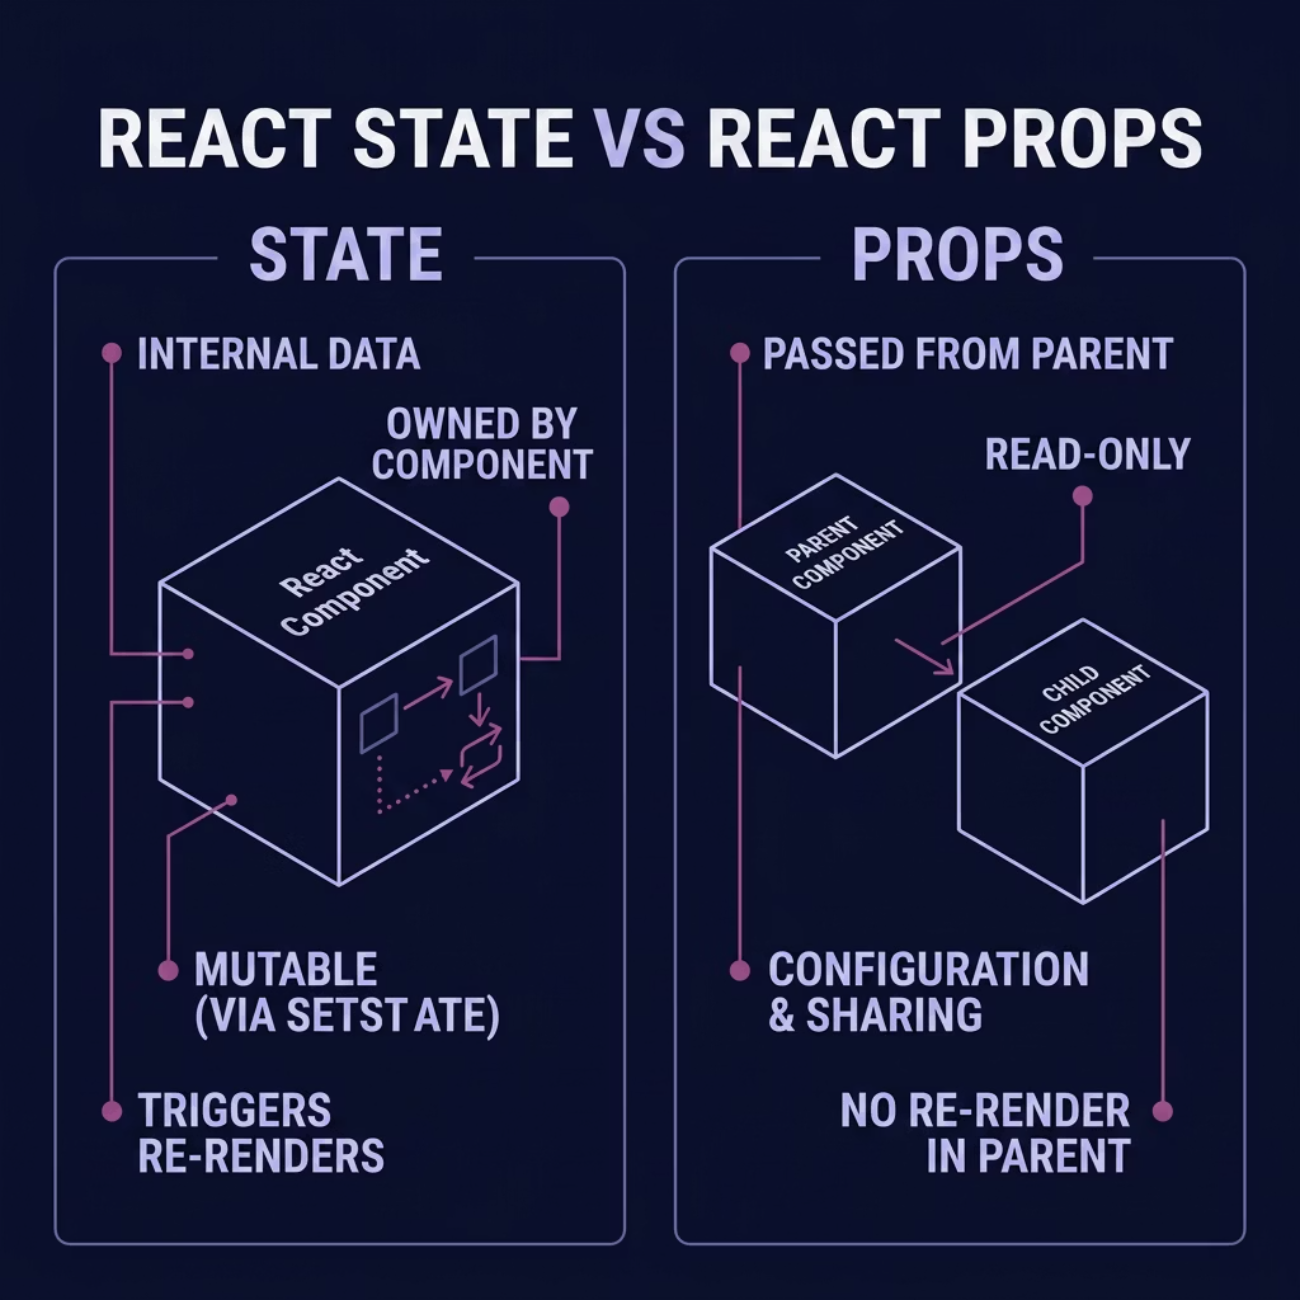 REACT STATE VS REACT PROPS
STATE
INTERNAL DATA
OWNED BY
COMPONENT
React
Component
MUTABLE
(VIA SETST ATE)
TRIGGERS
RE-RENDERS
PROPS
PASSED FROM PARENT
READ-ONLY
PARENT
COMPONENT
CHILD
COMPONENT
CONFIGURATION
& SHARING
NO RE-RENDER
IN PARENT